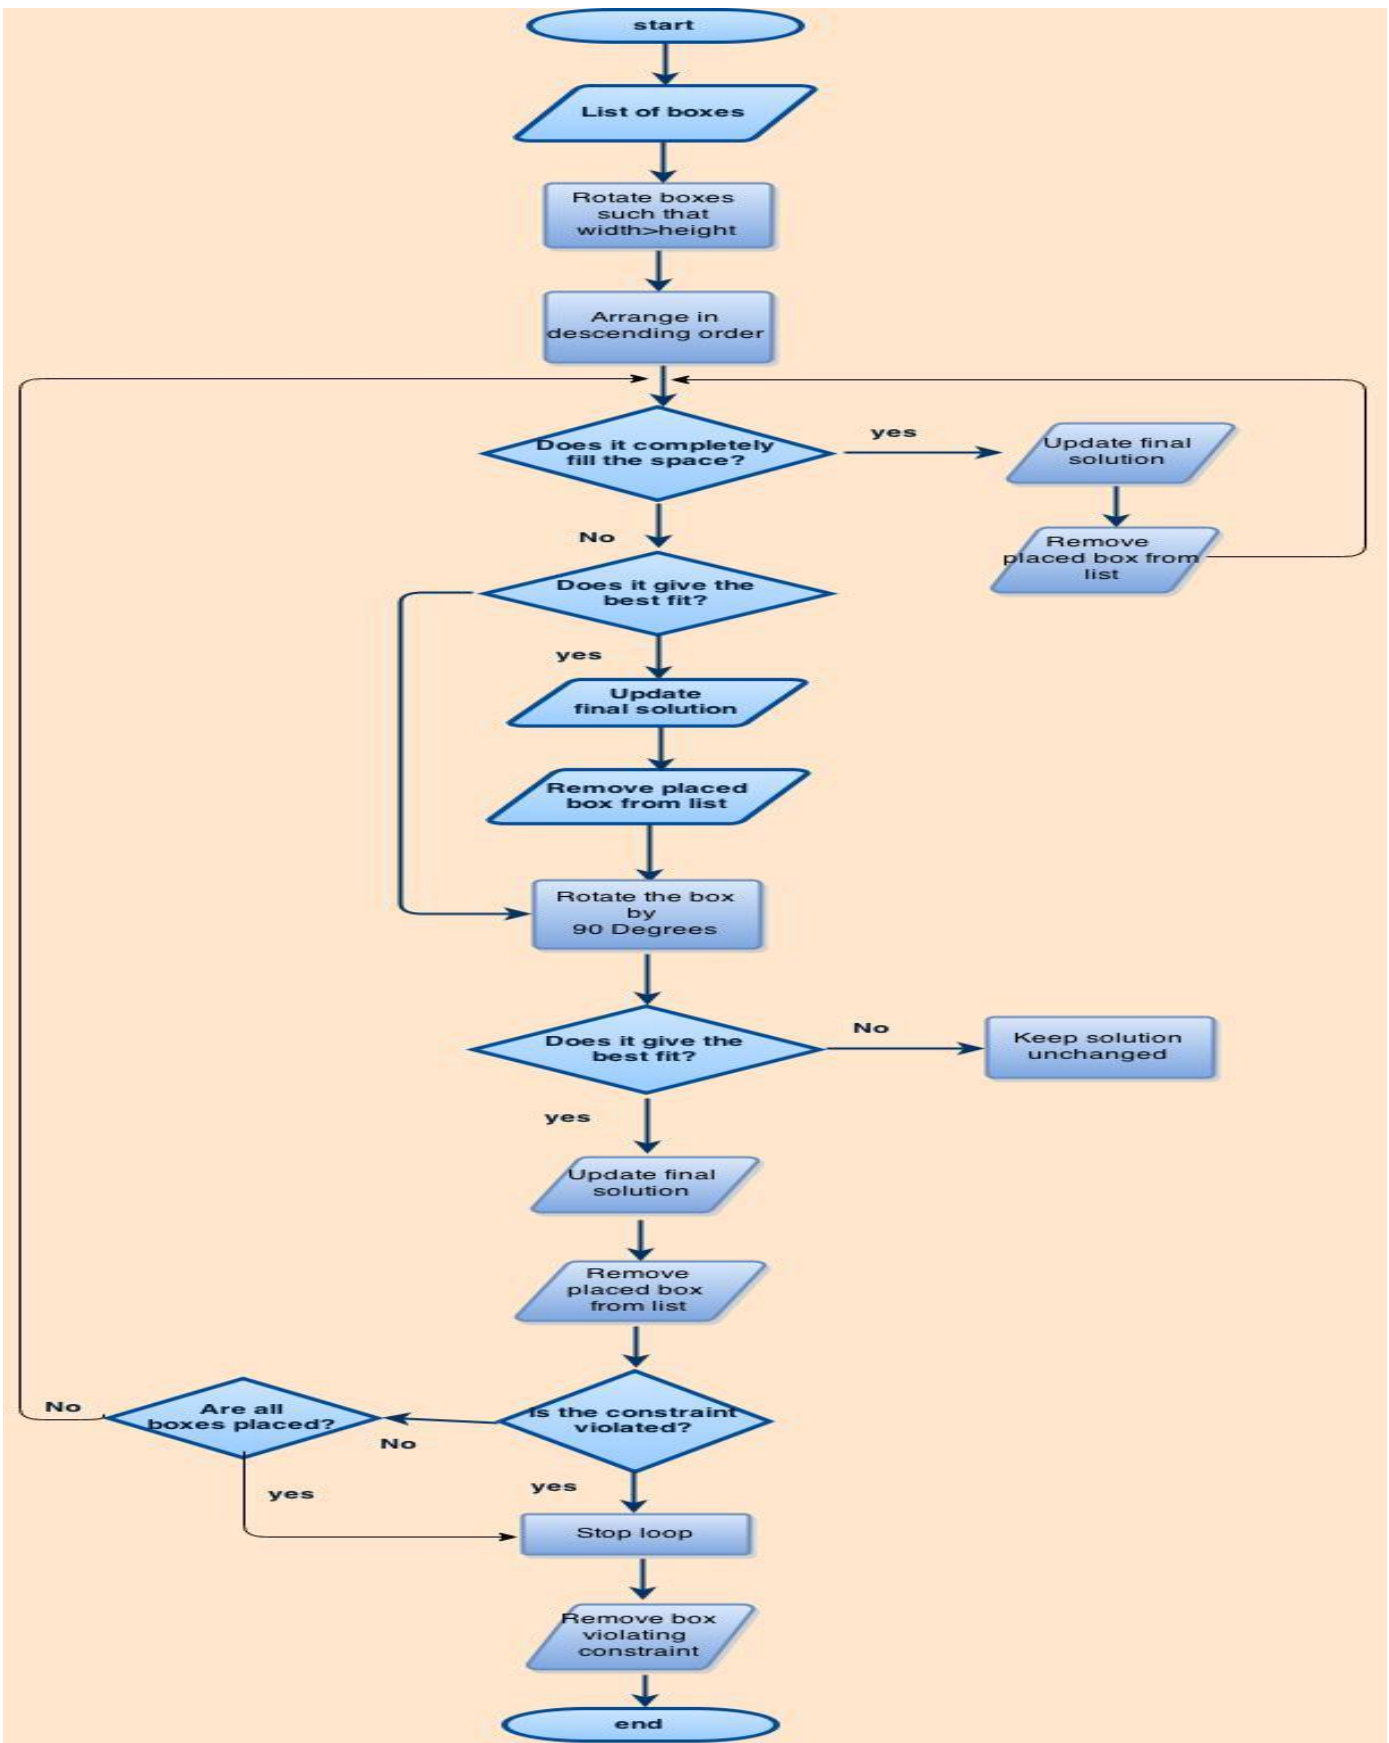 start
List of boxes
Rotate boxes
such that
width>height
Arrange in
descending order
Does it completely
fill the space?
yes
Update final
solution
Remove
placed box from
list
No
Does it give the
best fit?
yes
Update
final solution
Remove placed
box from list
Rotate the box
by
90 Degrees
Does it give the
best fit?
No
Keep solution
unchanged
yes
Update final
solution
Remove
placed box
from list
Is the constraint
violated?
No
Are all
boxes placed?
No
yes
yes
Stop loop
Remove box
violating
constraint
end